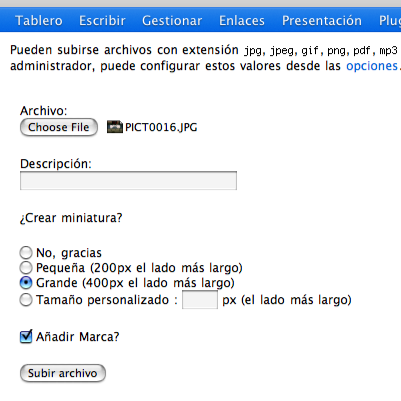 Tablero Escribir Gestionar Enlaces Presentación Plu
Pueden subirse archivos con extensión jpg, jpeg, gif, png, pdf, mp3
administrador, puede configurar estos valores desde las opciones.
Archivo:
Choose File PICT0016.JPG
Descripción:
¿Crear miniatura?
No, gracias
Pequeña (200px el lado más largo)
Grande (400px el lado más largo)
Tamaño personalizado : px (el lado más largo)
Añadir Marca?
Subir archivo